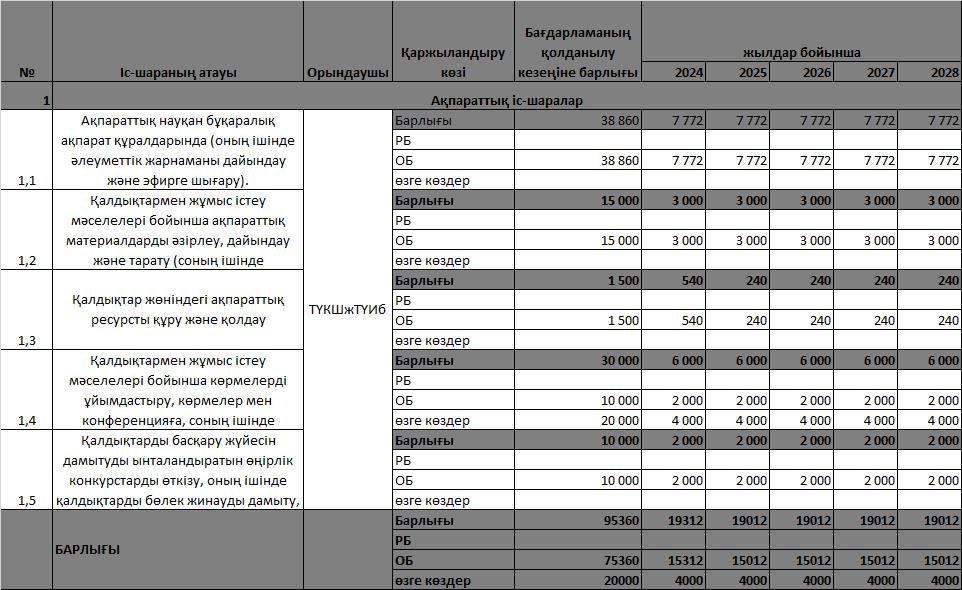 № Іс-шараның атауы Орындаушы Қаржыландыру көзі Бағдарламаның қолданылу кезеңіне барлығы жылдар бойынша
2024 2025 2026 2027 2028
1 Ақпараттық іс-шаралар
1,1 Ақпараттық науқан бұқаралық ақпарат құралдарында (оның ішінде әлеуметтік жарнаманы дайындау және эфирге шығару). ТҮКШжТҮИб
Барлығы 38 860 7 772 7 772 7 772 7 772 7 772
РБ
ОБ 38 860 7 772 7 772 7 772 7 772 7 772
өзге көздер
1,2 Қалдықтармен жұмыс істеу мәселелері бойынша ақпараттық материалдарды әзірлеу, дайындау және тарату (соның ішінде
Барлығы 15 000 3 000 3 000 3 000 3 000 3 000
РБ
ОБ 15 000 3 000 3 000 3 000 3 000 3 000
өзге көздер
1,3 Қалдықтар жөніндегі ақпараттық ресурсты құру және қолдау
Барлығы 1 500 540 240 240 240 240
РБ
ОБ 1 500 540 240 240 240 240
өзге көздер
1,4 Қалдықтармен жұмыс істеу мәселелері бойынша көрмелерді ұйымдастыру, көрмелер мен конференцияға, соның ішінде
Барлығы 30 000 6 000 6 000 6 000 6 000 6 000
РБ
ОБ 10 000 2 000 2 000 2 000 2 000 2 000
өзге көздер 20 000 4 000 4 000 4 000 4 000 4 000
1,5 Қалдықтарды басқару жүйесін дамытуды ынталандыратын өңірлік конкурстарды өткізу, оның ішінде қалдықтарды бөлек жинауды дамыту,
Барлығы 10 000 2 000 2 000 2 000 2 000 2 000
РБ
ОБ 10 000 2 000 2 000 2 000 2 000 2 000
өзге көздер
БАРЛЫҒЫ
Барлығы 95360 19312 19012 19012 19012 19012
РБ
ОБ 75360 15312 15012 15012 15012 15012
өзге көздер 20000 4000 4000 4000 4000 4000